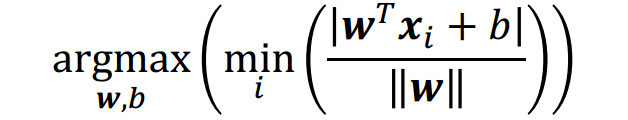 argmax_{w,b} ( min_i ( |w^T x_i + b| / ‖w‖ ) )